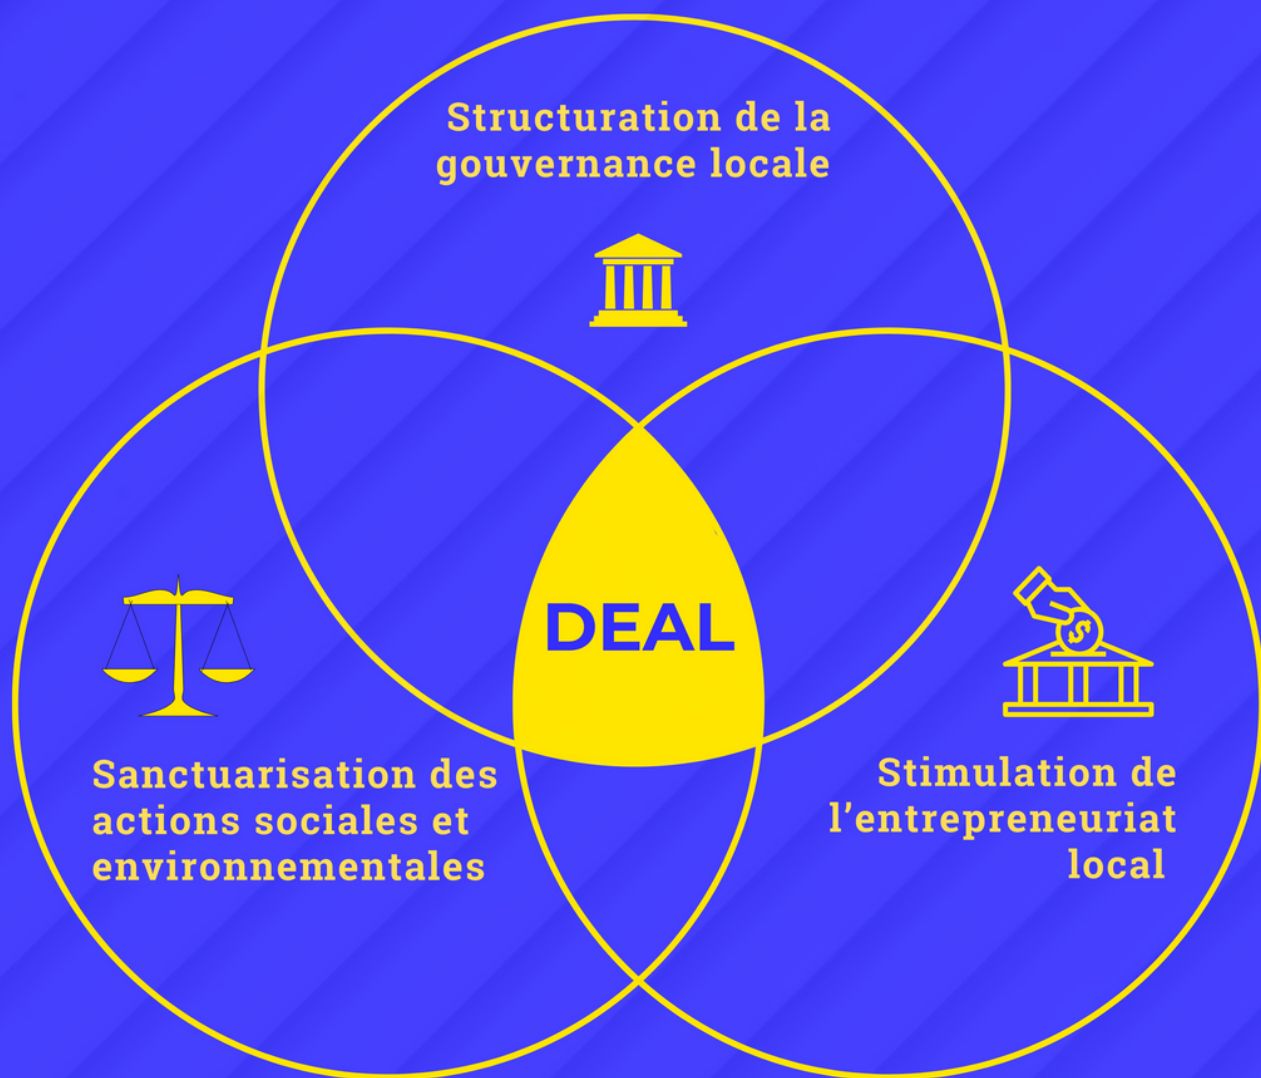 Structuration de la
gouvernance locale
DEAL
Sanctuarisation des
actions sociales et
environnementales
Stimulation de
l’entrepreneuriat
local
$